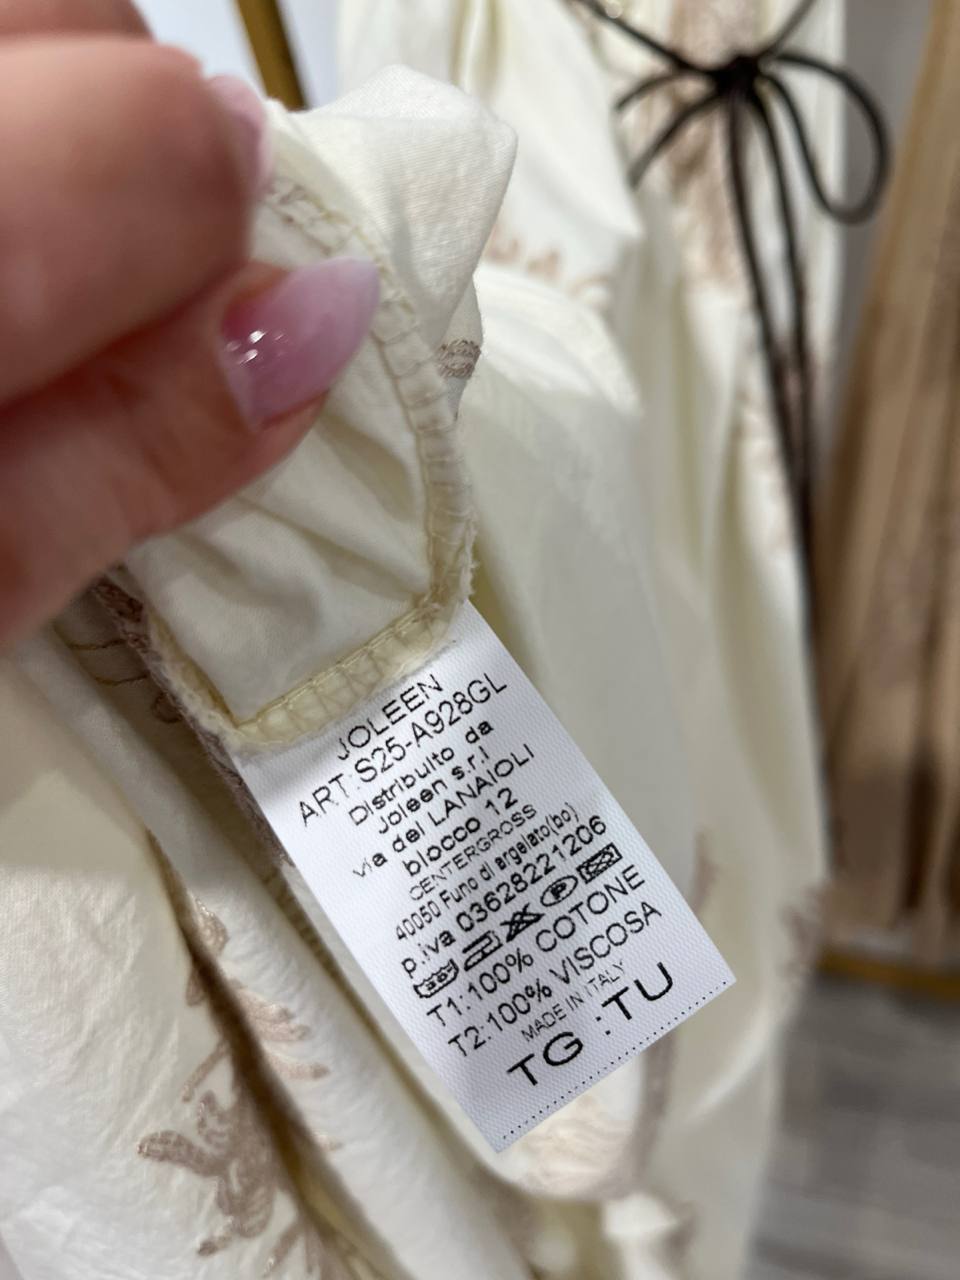 JOLEEN
ART:S25-A928GL
Distribuito da
Joleen s.r.l
via dei LANAIOLI
blocco 12
CENTERGROSS
40050 Funo di argelato(bo)
p.iva 03628221206
T1:100% COTONE
T2:100% VISCOSA
MADE IN ITALY
TG :TU